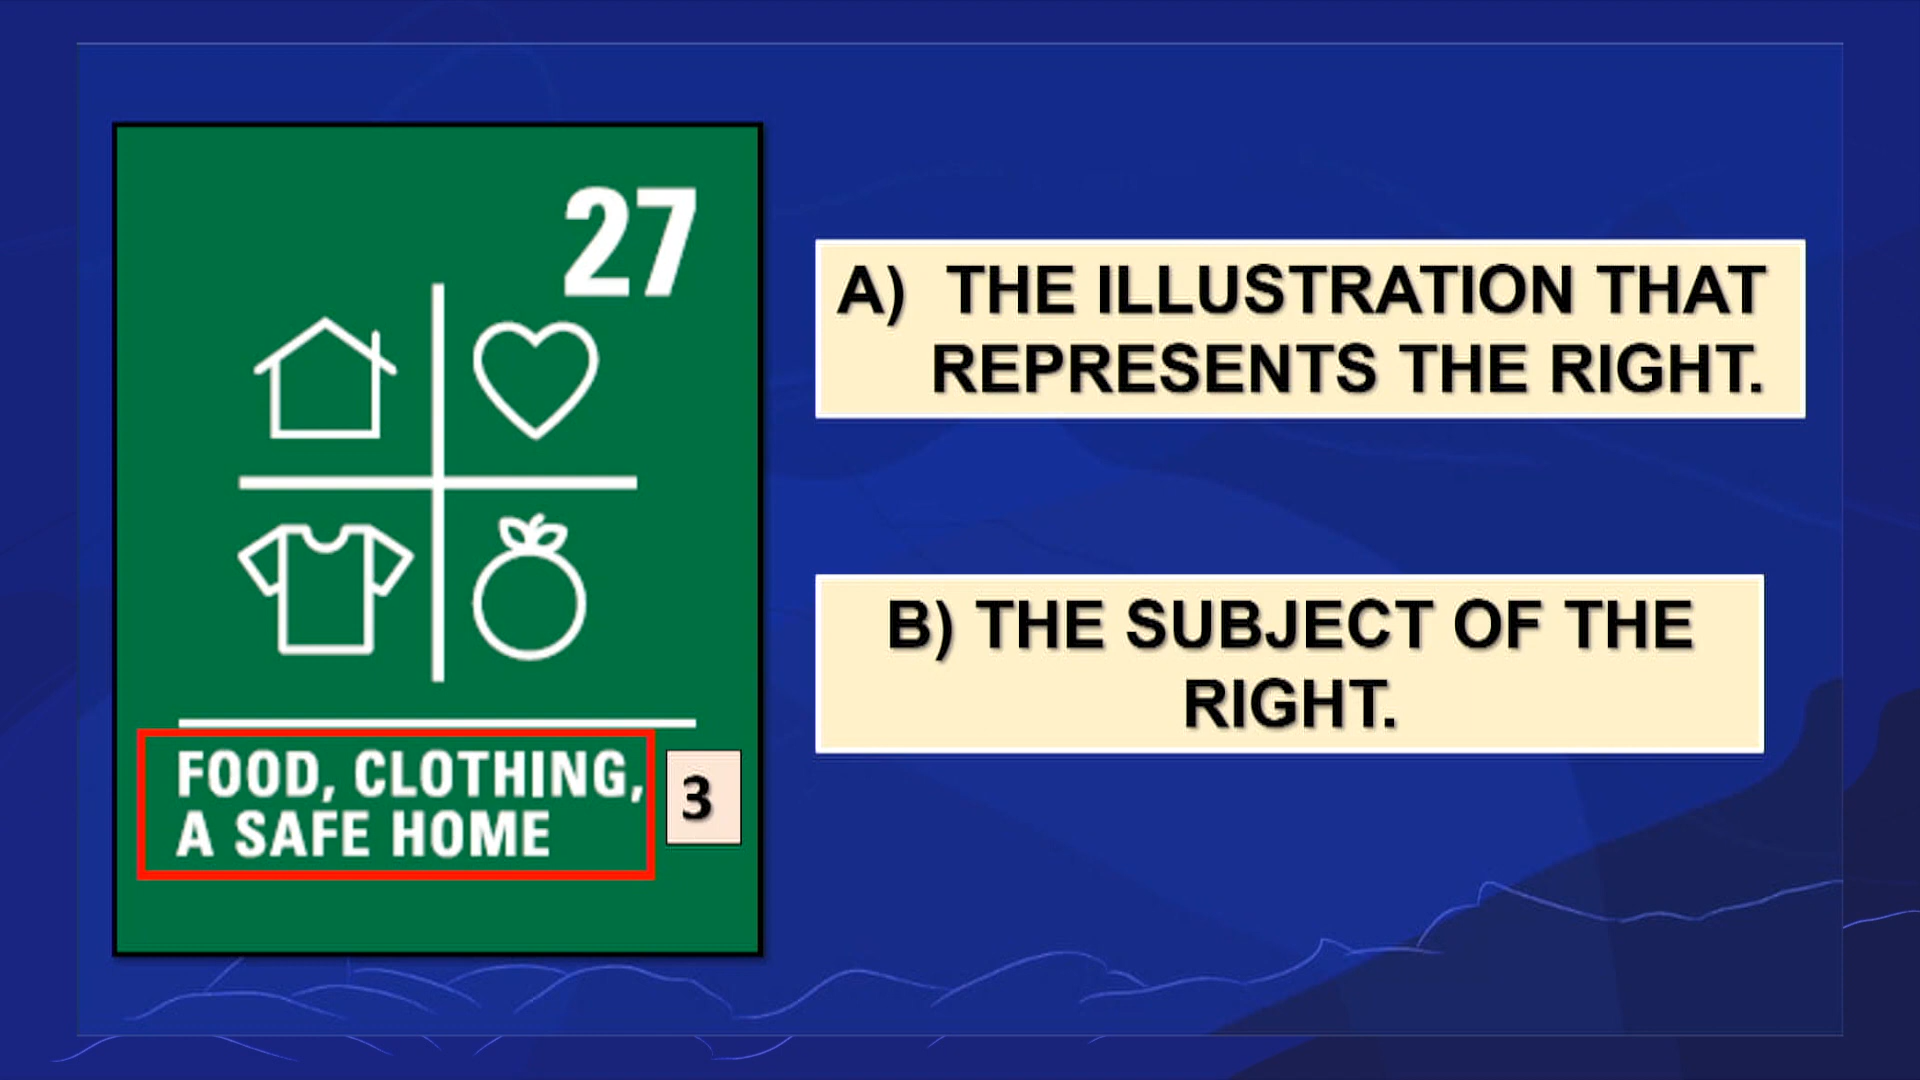 27
FOOD, CLOTHING,
A SAFE HOME
3
A) THE ILLUSTRATION THAT
REPRESENTS THE RIGHT.
B) THE SUBJECT OF THE
RIGHT.